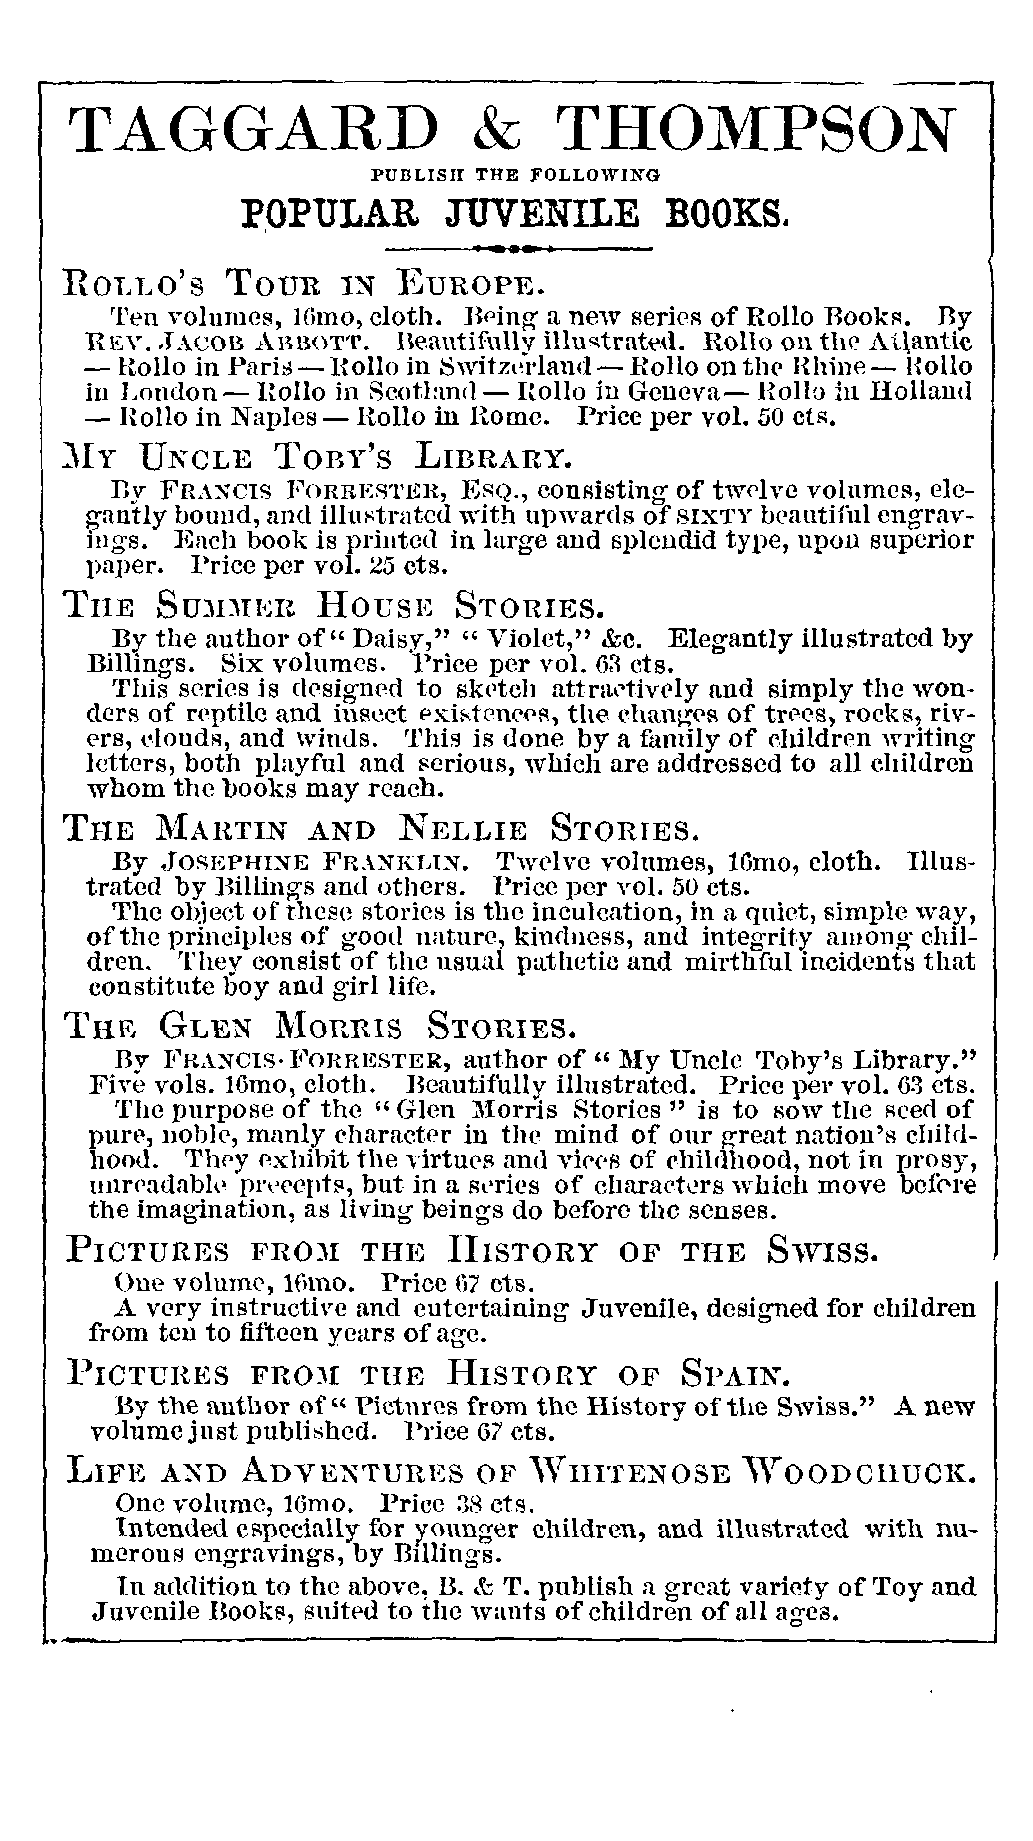 TAGGARD & THOMPSON
PUBLISH THE FOLLOWING
POPULAR JUVENILE BOOKS.
ROLLO'S TOUR IN EUROPE.
Ten volumes, 16mo, cloth. Being a new series of Rollo Books. By
REV. JACOB ABBOTT. Beautifully illustrated. Rollo on the Atlantic
— Rollo in Paris — Rollo in Switzerland — Rollo on the Rhine — Rollo
in London — Rollo in Scotland — Rollo in Geneva — Rollo in Holland
— Rollo in Naples — Rollo in Rome. Price per vol. 50 cts.
MY UNCLE TOBY'S LIBRARY.
By FRANCIS FORRESTER, ESQ., consisting of twelve volumes, ele-
gantly bound, and illustrated with upwards of SIXTY beautiful engrav-
ings. Each book is printed in large and splendid type, upon superior
paper. Price per vol. 25 cts.
THE SUMMER HOUSE STORIES.
By the author of "Daisy," "Violet," &c. Elegantly illustrated by
Billings. Six volumes. Price per vol. 63 cts.
This series is designed to sketch attractively and simply the won-
ders of reptile and insect existences, the changes of trees, rocks, riv-
ers, clouds, and winds. This is done by a family of children writing
letters, both playful and serious, which are addressed to all children
whom the books may reach.
THE MARTIN AND NELLIE STORIES.
By JOSEPHINE FRANKLIN. Twelve volumes, 16mo, cloth. Illus-
trated by Billings and others. Price per vol. 50 cts.
The object of these stories is the inculcation, in a quiet, simple way,
of the principles of good nature, kindness, and integrity among chil-
dren. They consist of the usual pathetic and mirthful incidents that
constitute boy and girl life.
THE GLEN MORRIS STORIES.
By FRANCIS FORRESTER, author of "My Uncle Toby's Library."
Five vols. 16mo, cloth. Beautifully illustrated. Price per vol. 63 cts.
The purpose of the "Glen Morris Stories" is to sow the seed of
pure, noble, manly character in the mind of our great nation's child-
hood. They exhibit the virtues and vices of childhood, not in prosy,
unreadable precepts, but in a series of characters which move before
the imagination, as living beings do before the senses.
PICTURES FROM THE HISTORY OF THE SWISS.
One volume, 16mo. Price 67 cts.
A very instructive and entertaining Juvenile, designed for children
from ten to fifteen years of age.
PICTURES FROM THE HISTORY OF SPAIN.
By the author of "Pictures from the History of the Swiss." A new
volume just published. Price 67 cts.
LIFE AND ADVENTURES OF WHITENOSE WOODCHUCK.
One volume, 16mo. Price 38 cts.
Intended especially for younger children, and illustrated with nu-
merous engravings, by Billings.
In addition to the above, B. & T. publish a great variety of Toy and
Juvenile Books, suited to the wants of children of all ages.